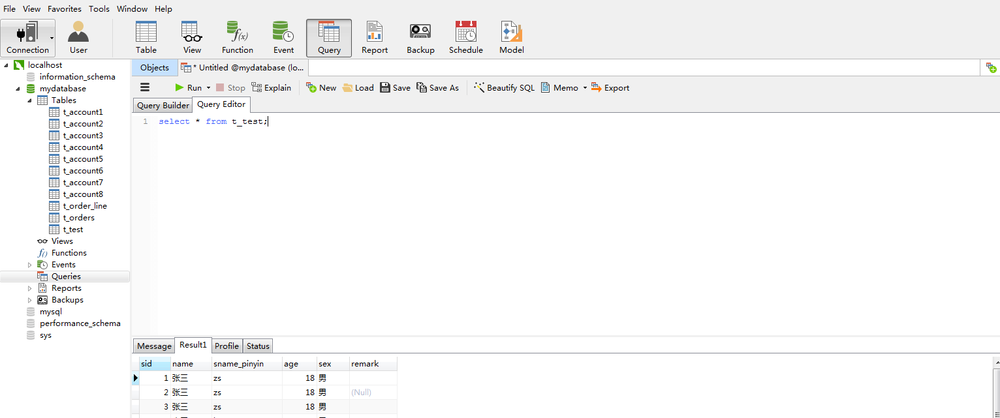 File View Favorites Tools Window Help
Connection User Table View Function Event Query Report Backup Schedule Model
localhost
information_schema
mydatabase
Tables
t_account1
t_account2
t_account3
t_account4
t_account5
t_account6
t_account7
t_account8
t_order_line
t_orders
t_test
Views
Functions
Events
Queries
Reports
Backups
mysql
performance_schema
sys
Objects * Untitled @mydatabase (lo...
Run Stop Explain New Load Save Save As Beautify SQL Memo Export
Query Builder Query Editor
1 select * from t_test;
Message Result1 Profile Status
sid name sname_pinyin age sex remark
1 张三 zs 18 男
2 张三 zs 18 男 (Null)
3 张三 zs 18 男